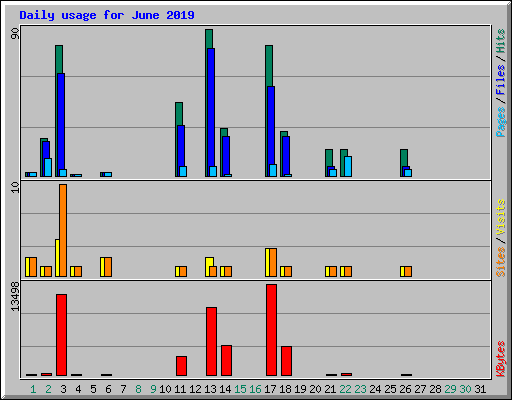 Daily usage for June 2019
90
Pages / Files / Hits
10
Sites / Visits
13498
KBytes
1 2 3 4 5 6 7 8 9 10 11 12 13 14 15 16 17 18 19 20 21 22 23 24 25 26 27 28 29 30 31